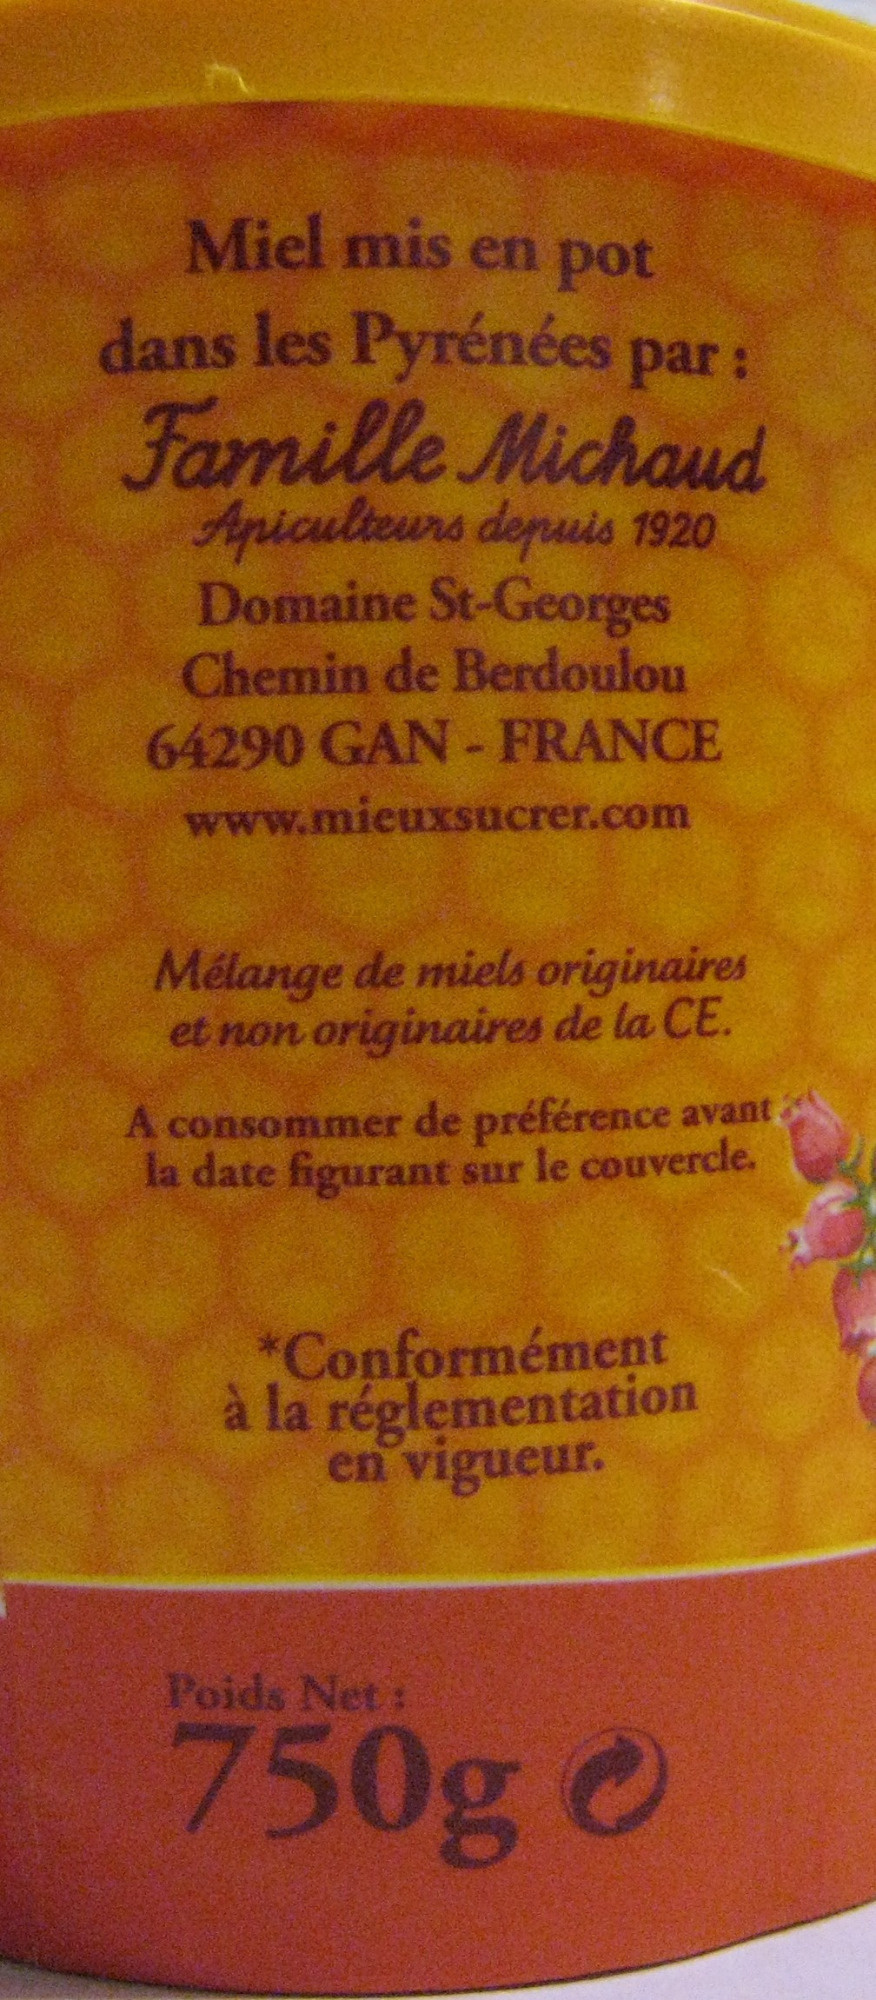 Miel mis en pot
dans les Pyrénées par :
Famille Michaud
Apiculteurs depuis 1920
Domaine St-Georges
Chemin de Berdoulou
64290 GAN - FRANCE
www.mieuxsucrer.com
Mélange de miels originaires
et non originaires de la CE.
A consommer de préférence avant
la date figurant sur le couvercle.
*Conformément
à la réglementation
en vigueur.
Poids Net :
750g